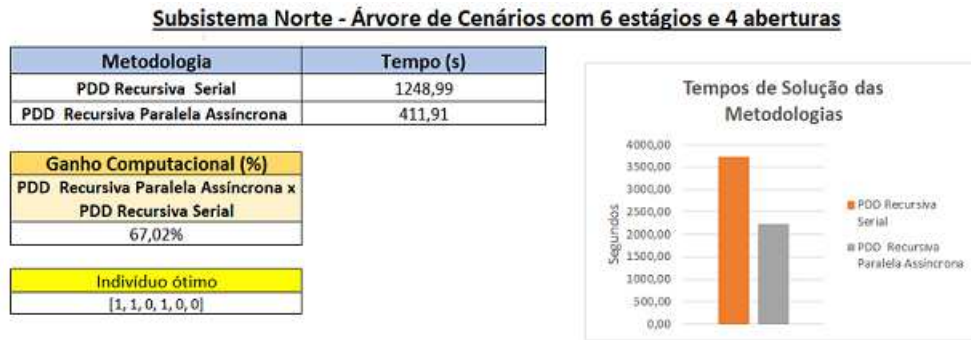 Subsistema Norte - Árvore de Cenários com 6 estágios e 4 aberturas
Metodologia Tempo (s)
PDD Recursiva Serial 1248,99
PDD Recursiva Paralela Assíncrona 411,91
Ganho Computacional (%)
PDD Recursiva Paralela Assíncrona x
PDD Recursiva Serial
67,02%
Indivíduo ótimo
[1, 1, 0, 1, 0, 0]
Tempos de Solução das
Metodologias
Segundos
4000,00
3500,00
3000,00
2500,00
2000,00
1500,00
1000,00
500,00
0,00
PDD Recursiva
Serial
PDD Recursiva
Paralela Assíncrona